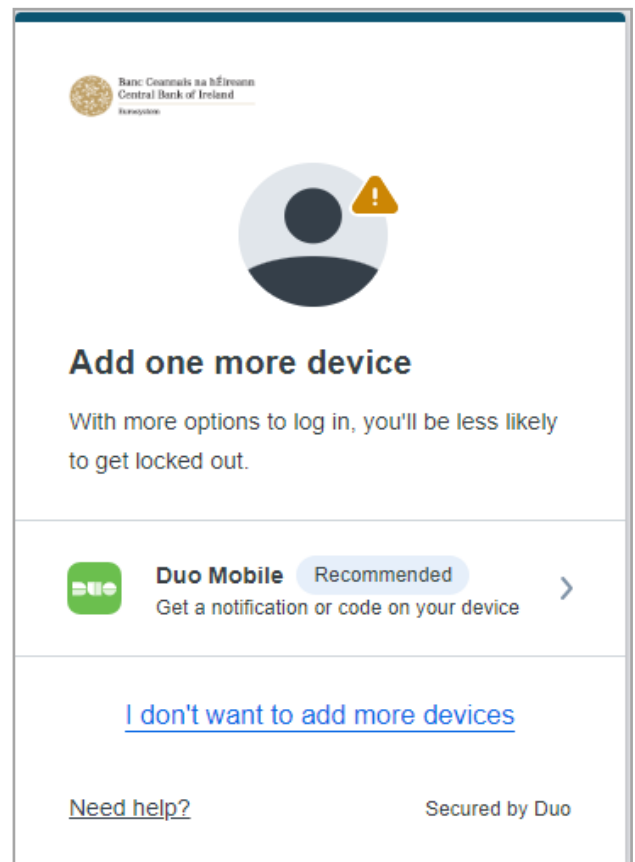 Banc Ceannais na hÉireann
Central Bank of Ireland
Eurosystem
Add one more device
With more options to log in, you'll be less likely
to get locked out.
DUO
Duo Mobile Recommended
Get a notification or code on your device
I don't want to add more devices
Need help? Secured by Duo